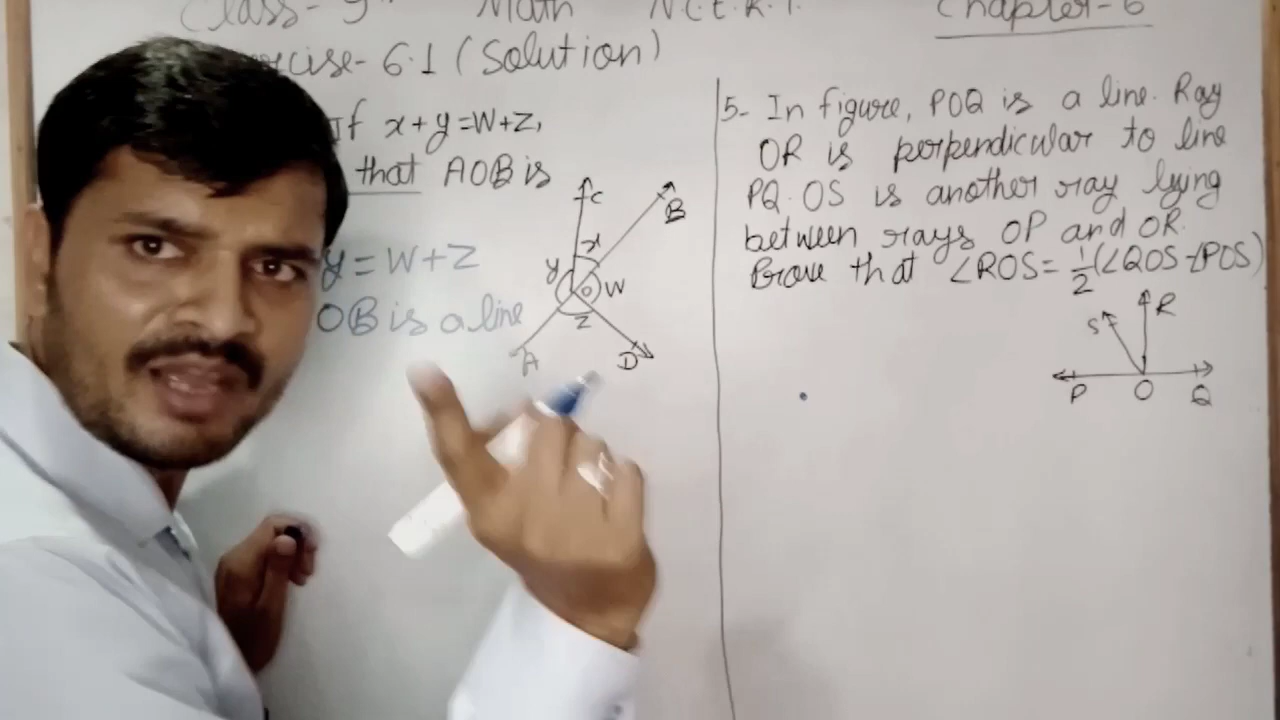 Class- 9th Math N.C.E.R.T. Chapter-6
6.1 (Solution)
If x+y=W+Z,
that AOB is
y = W+Z
OB is a line
C
B
x
y
O
W
Z
A
D
5- In figure, POQ is a line. Ray
OR is perpendicular to line
PQ. OS is another ray lying
between rays OP and OR.
Prove that ∠ROS= 1/2(∠QOS-∠POS)
R
S
P
O
Q